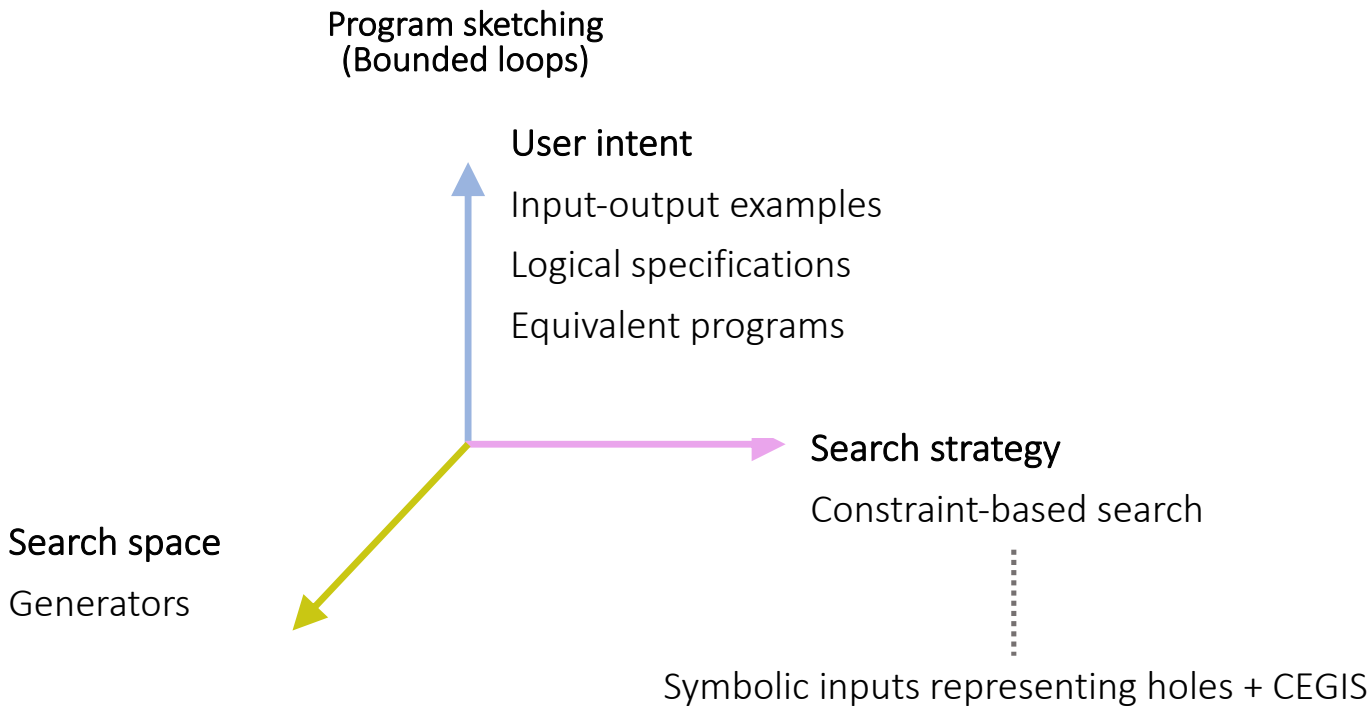 Program sketching
(Bounded loops)
User intent
Input-output examples
Logical specifications
Equivalent programs
Search strategy
Constraint-based search
Search space
Generators
Symbolic inputs representing holes + CEGIS